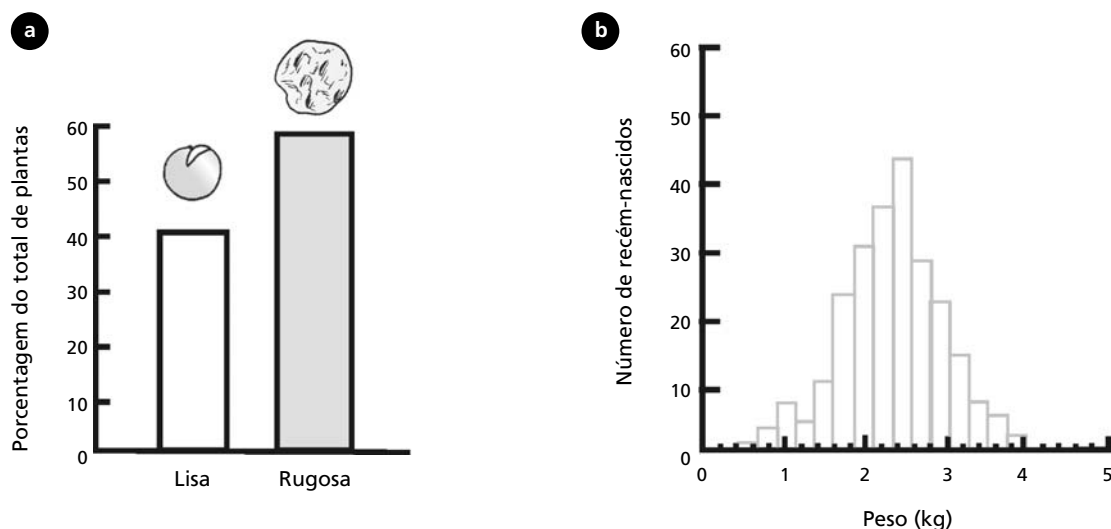 a
Porcentagem do total de plantas
60
50
40
30
20
10
0
Lisa
Rugosa
b
Número de recém-nascidos
60
50
40
30
20
10
0
0
1
2
3
4
5
Peso (kg)